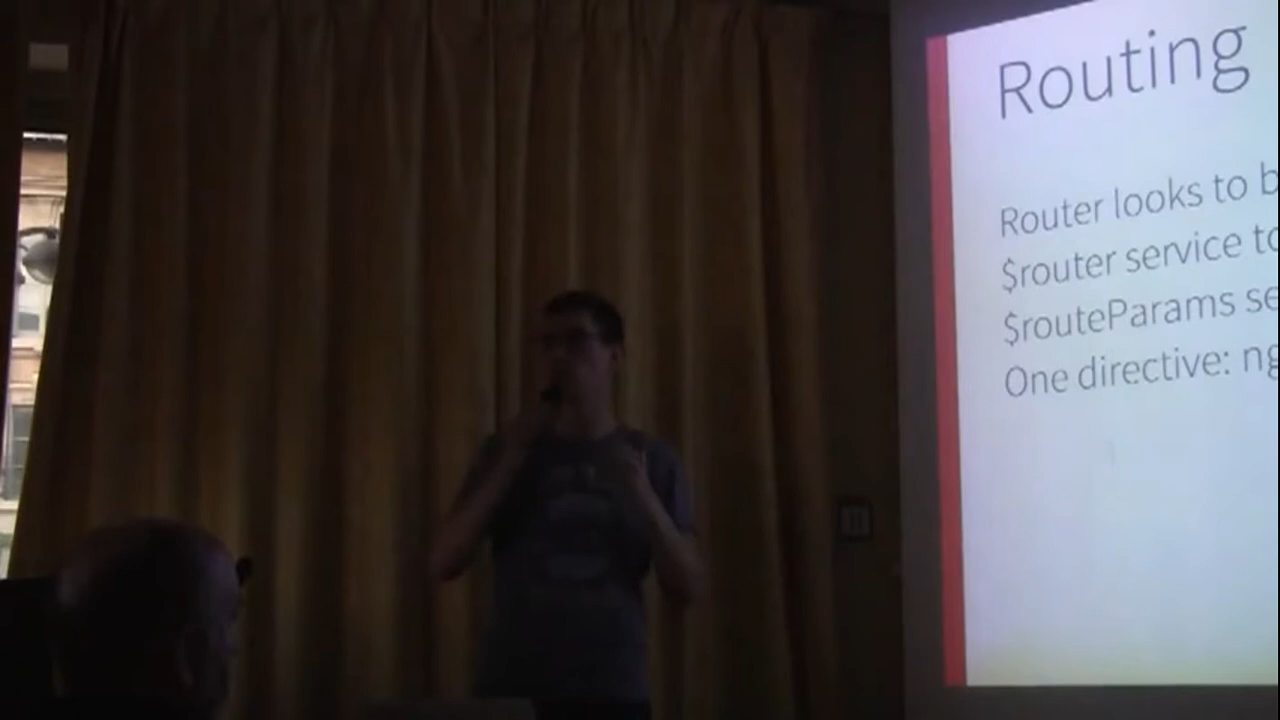 Routing
Router looks to
$router service
$routeParams
One directive: